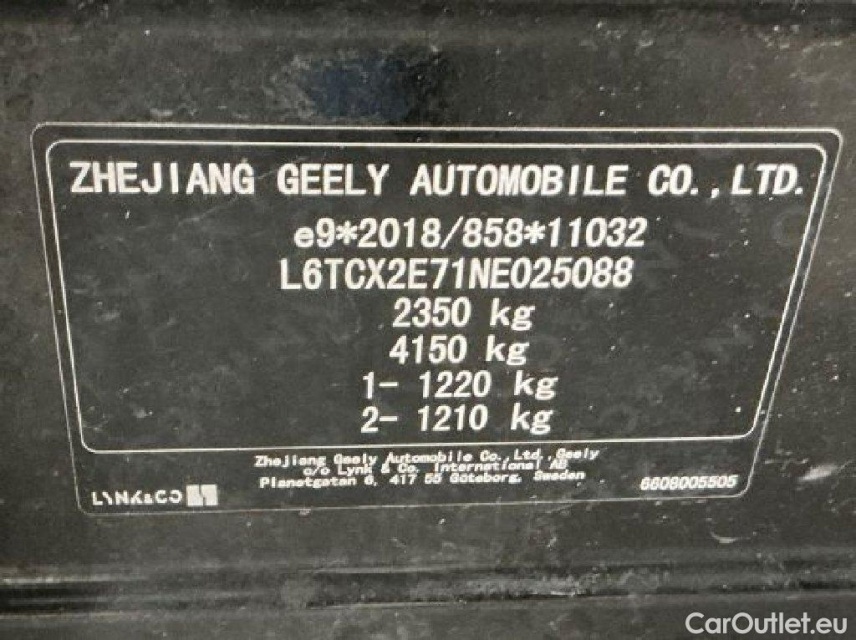 ZHEJIANG GEELY AUTOMOBILE CO.,LTD.
e9*2018/858*11032
L6TCX2E71NE025088
2350 kg
4150 kg
1- 1220 kg
2- 1210 kg
Zhejiang Geely Automobile Co.,Ltd.,Geely
c/o Lynk & Co. International AB
Planetgatan 6, 417 55 Göteborg, Sweden
LYNK&CO
6608005505
CarOutlet.eu